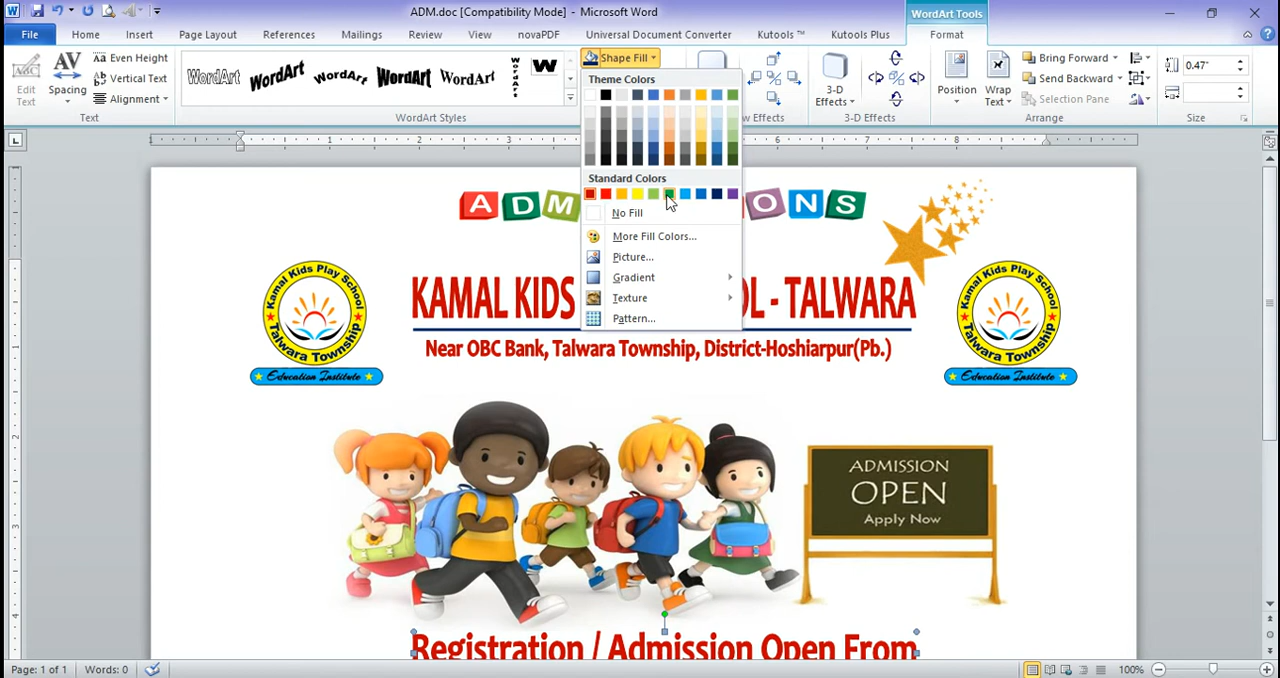 ADM.doc [Compatibility Mode] - Microsoft Word
WordArt Tools
File
Home
Insert
Page Layout
References
Mailings
Review
View
novaPDF
Universal Document Converter
Kutools ™
Kutools Plus
Format
Edit Text
Spacing
Even Height
Vertical Text
Alignment
Text
WordArt
WordArt
WordArt
WordArt
WordArt
WordArt
W
WordArt Styles
Shape Fill
3-D Effects
3-D Effects
Position
Wrap Text
Bring Forward
Send Backward
Selection Pane
Arrange
0.47"
Size
Theme Colors
Standard Colors
No Fill
More Fill Colors...
Picture...
Gradient
Texture
Pattern...
ADM
ONS
KAMAL KIDS
OL - TALWARA
Near OBC Bank, Talwara Township, District-Hoshiarpur(Pb.)
Kamal Kids Play School
Talwara Township
Education Institute
Kamal Kids Play School
Talwara Township
Education Institute
ADMISSION
OPEN
Apply Now
Registration / Admission Open From
Page: 1 of 1
Words: 0
100%